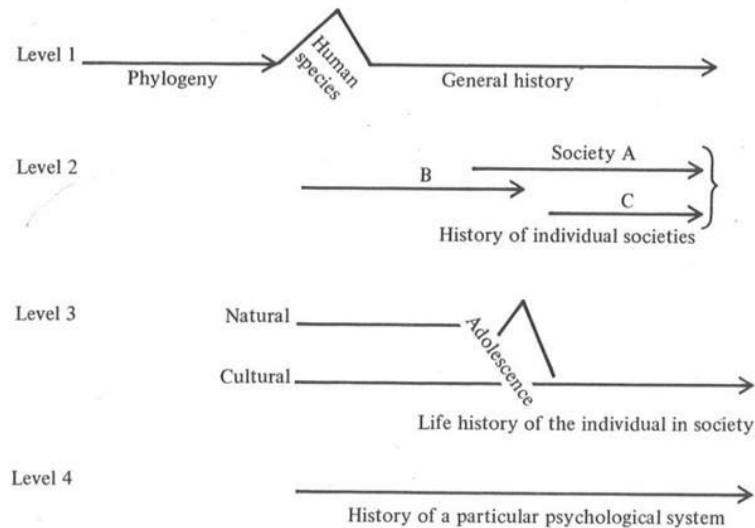 Level 1
Phylogeny
Human
species
General history
Level 2
Society A
B
C
History of individual societies
Level 3
Natural
Adolescence
Cultural
Life history of the individual in society
Level 4
History of a particular psychological system